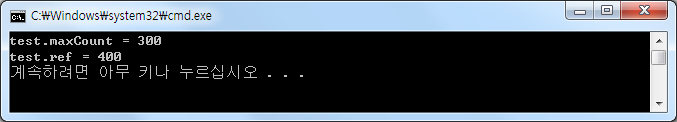 C:\Windows\system32\cmd.exe
test.maxCount = 300
test.ref = 400
계속하려면 아무 키나 누르십시오 . . .